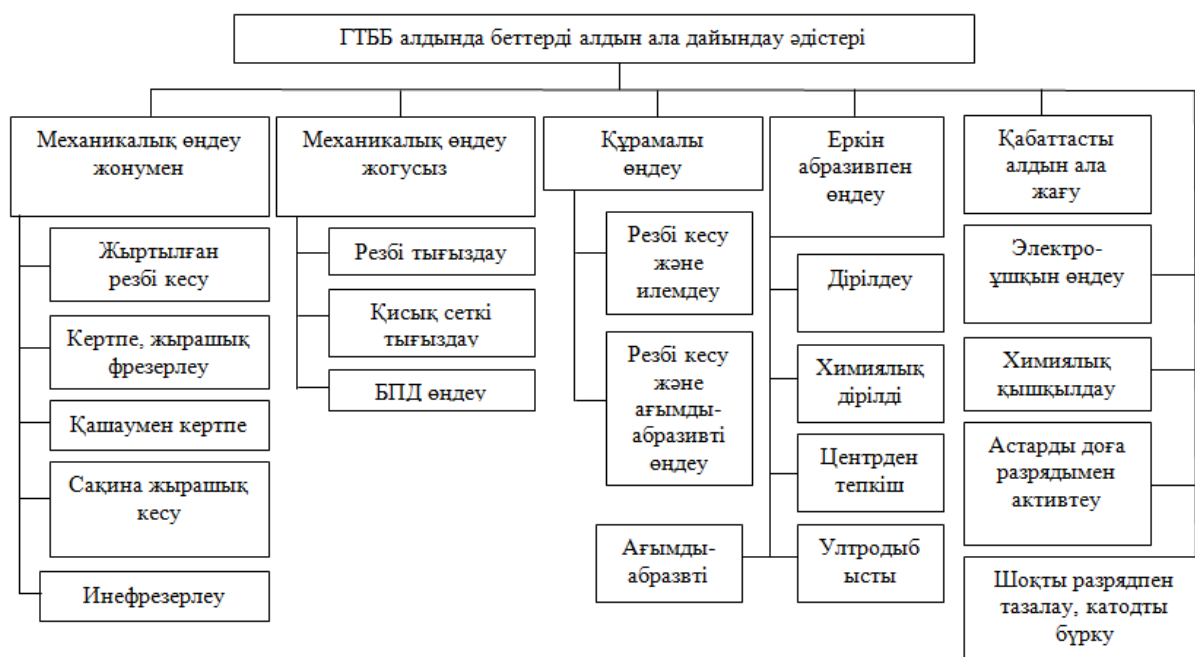 ГТББ алдында беттерді алдын ала дайындау әдістері
Механикалық өңдеу
жонумен
Жыртылған
резбі кесу
Кертпе, жырашық
фрезерлеу
Қашаумен кертпе
Сақина жырашық
кесу
Инефрезерлеу
Механикалық өңдеу
жогусыз
Резбі тығыздау
Қисық сеткі
тығыздау
БПД өңдеу
Құрамалы
өңдеу
Резбі кесу
және
илемдеу
Резбі кесу
және
ағымды-
абразивті
өңдеу
Еркін
абразивпен
өңдеу
Дірілдеу
Химиялық
дірілді
Центрден
тепкіш
Ағымды-
абразвті
Ултродыб
ысты
Қабаттасты
алдын ала
жағу
Электро-
ұшқын өңдеу
Химиялық
қышқылдау
Астарды доға
разрядымен
активтеу
Шоқты разрядпен
тазалау, катодты
бүрку